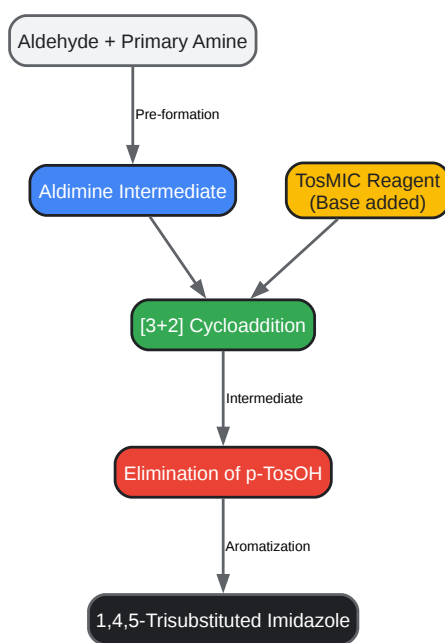 Aldehyde + Primary Amine
Pre-formation
Aldimine Intermediate
TosMIC Reagent
(Base added)
[3+2] Cycloaddition
Intermediate
Elimination of p-TosOH
Aromatization
1,4,5-Trisubstituted Imidazole